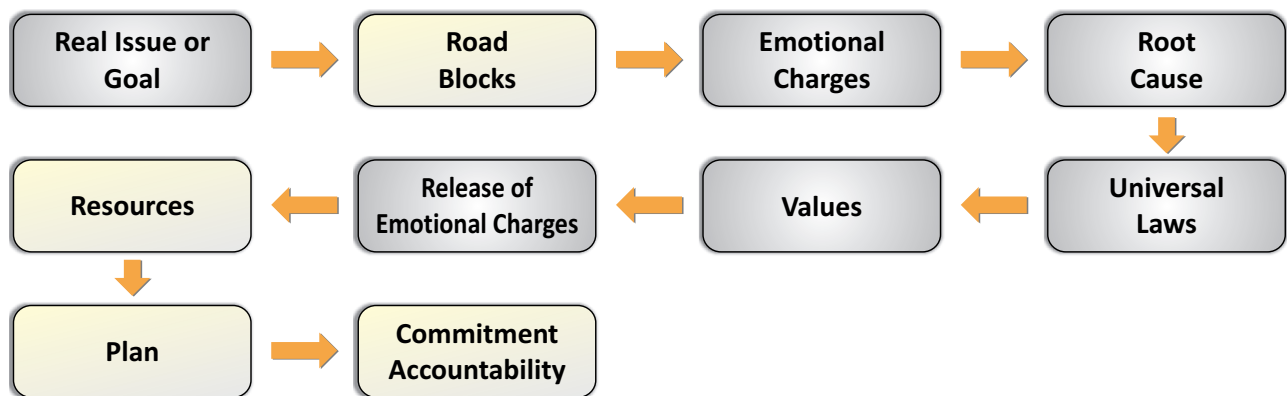 Real Issue or
Goal
Road
Blocks
Emotional
Charges
Root
Cause
Universal
Laws
Values
Release of
Emotional Charges
Resources
Plan
Commitment
Accountability